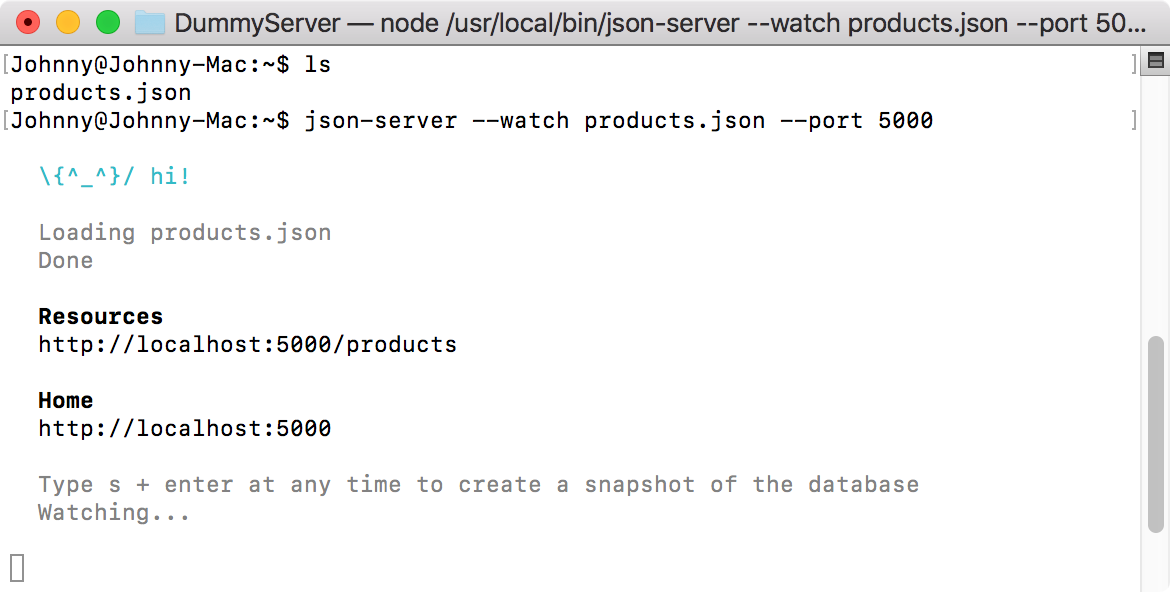 DummyServer — node /usr/local/bin/json-server --watch products.json --port 50...
[Johnny@Johnny-Mac:~$ ls ]
products.json
[Johnny@Johnny-Mac:~$ json-server --watch products.json --port 5000 ]
\{^_^}/ hi!
Loading products.json
Done
Resources
http://localhost:5000/products
Home
http://localhost:5000
Type s + enter at any time to create a snapshot of the database
Watching...